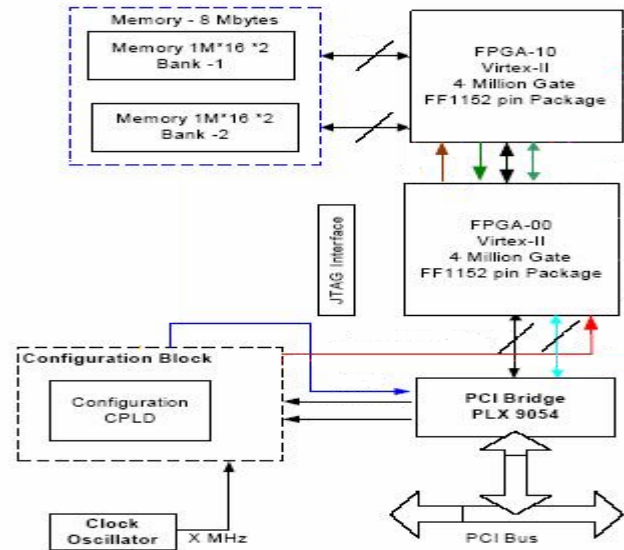 Memory - 8 Mbytes
Memory 1M*16 *2
Bank -1
Memory 1M*16 *2
Bank -2
FPGA-10
Virtex-II
4 Million Gate
FF1152 pin Package
FPGA-00
Virtex-II
4 Million Gate
FF1152 pin Package
JTAG Interface
Configuration Block
Configuration
CPLD
PCI Bridge
PLX 9054
Clock
Oscillator
X MHz
PCI Bus